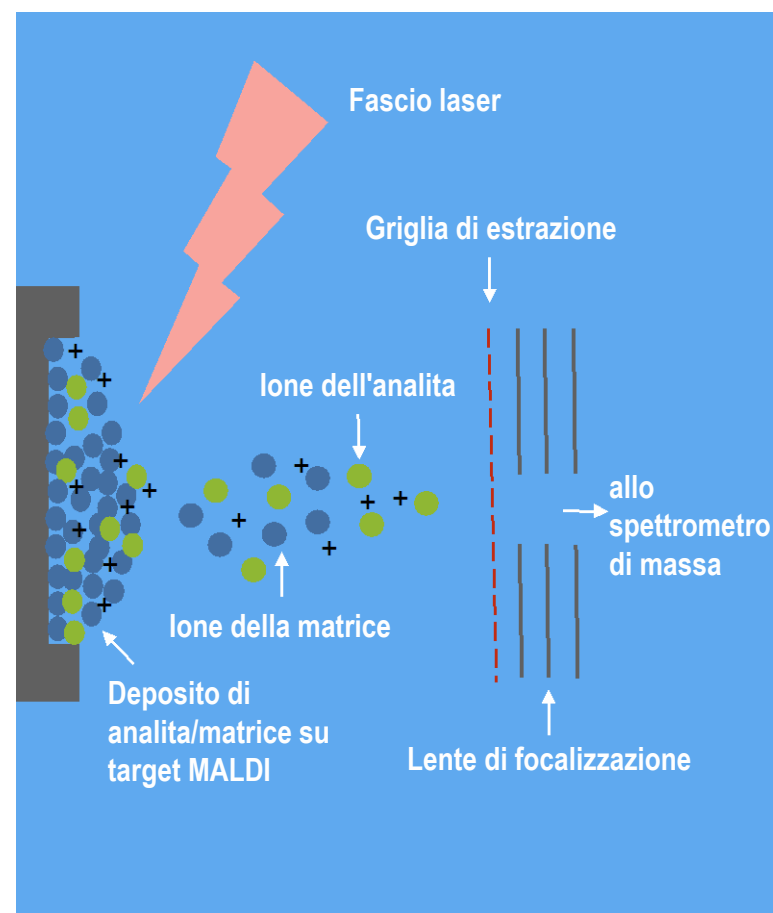 Fascio laser
Griglia di estrazione
Ione dell'analita
allo
spettrometro
di massa
Ione della matrice
Deposito di
analita/matrice su
target MALDI
Lente di focalizzazione